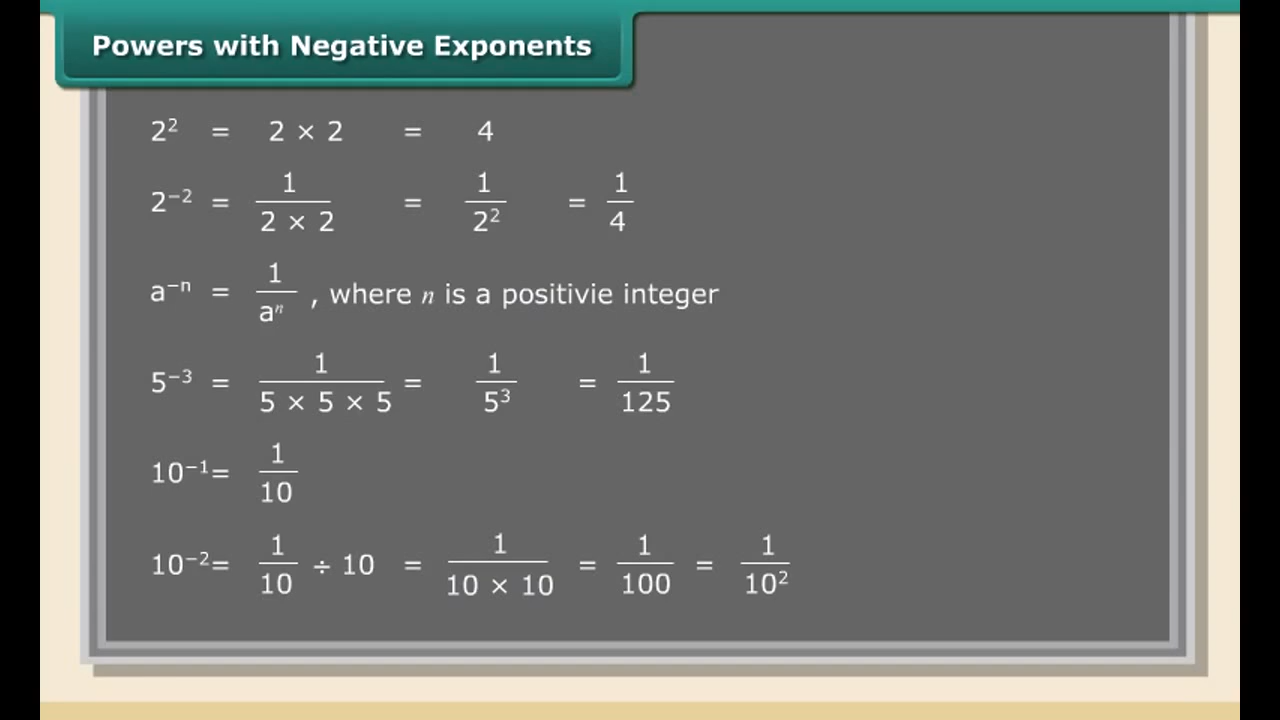 Powers with Negative Exponents
2² = 2 × 2 = 4
2⁻² = 1/(2 × 2) = 1/2² = 1/4
a⁻ⁿ = 1/aⁿ , where n is a positivie integer
5⁻³ = 1/(5 × 5 × 5) = 1/5³ = 1/125
10⁻¹= 1/10
10⁻²= 1/10 ÷ 10 = 1/(10 × 10) = 1/100 = 1/10²